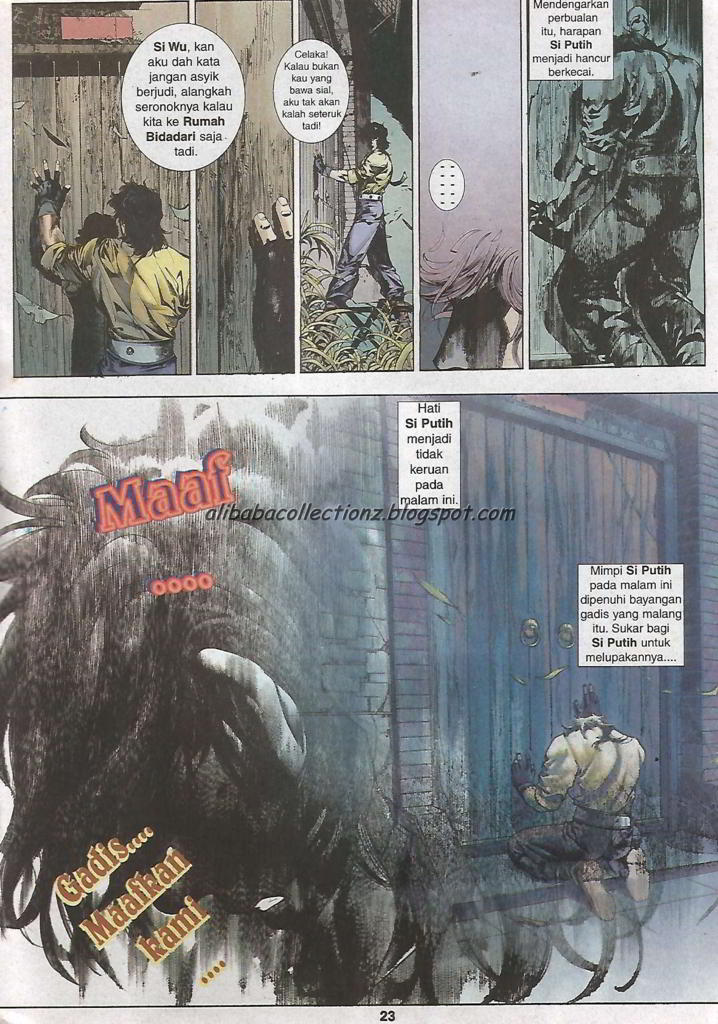 Si Wu, kan
aku dah kata
jangan asyik
berjudi, alangkah
seronoknya kalau
kita ke Rumah
Bidadari saja
tadi.
Celaka!
Kalau bukan
kau yang
bawa sial,
aku tak akan
kalah seteruk
tadi!
Mendengarkan
perbualan
itu, harapan
Si Putih
menjadi hancur
berkecai.
Hati
Si Putih
menjadi
tidak
keruan
pada
malam ini.
Maaf
oooo
alibabacollectionz.blogspot.com
Mimpi Si Putih
pada malam ini
dipenuhi bayangan
gadis yang malang
itu. Sukar bagi
Si Putih untuk
melupakannya....
Gadis....
Maafkan
kami
....
23